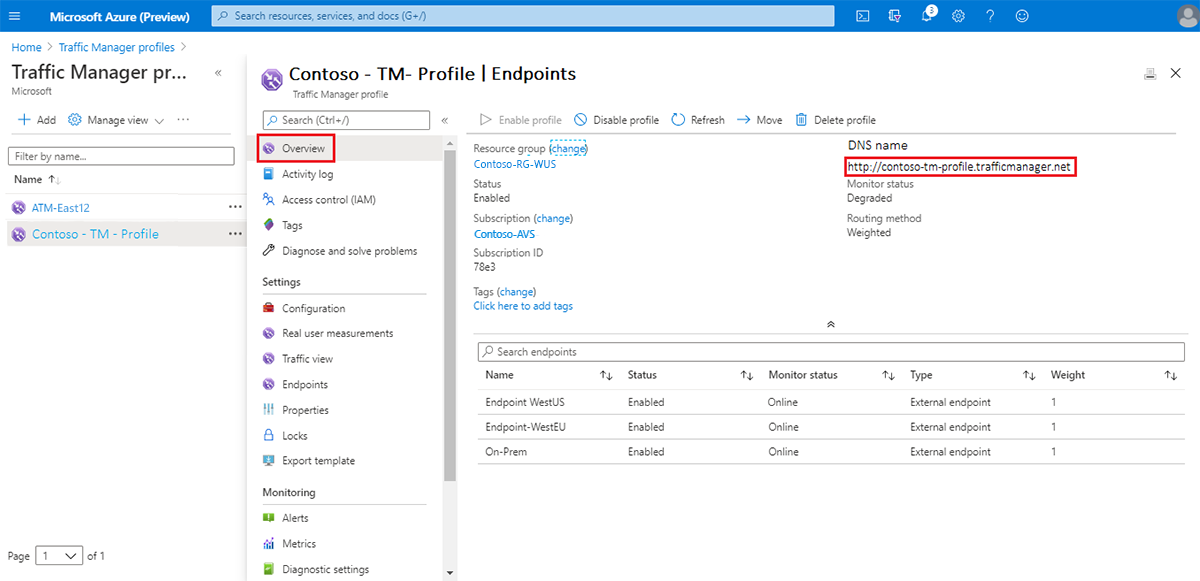 Microsoft Azure (Preview)
Search resources, services, and docs (G+/)
3
Home > Traffic Manager profiles >
Traffic Manager pr... «
Microsoft
Add Manage view ...
Filter by name...
Name ↑↓
ATM-East12 ...
Contoso - TM - Profile ...
Page 1 of 1
Contoso - TM- Profile | Endpoints
Traffic Manager profile
Search (Ctrl+/) «
Overview
Activity log
Access control (IAM)
Tags
Diagnose and solve problems
Settings
Configuration
Real user measurements
Traffic view
Endpoints
Properties
Locks
Export template
Monitoring
Alerts
Metrics
Diagnostic settings
Enable profile Disable profile Refresh Move Delete profile
Resource group (change)
Contoso-RG-WUS
Status
Enabled
Subscription (change)
Contoso-AVS
Subscription ID
78e3
Tags (change)
Click here to add tags
DNS name
http://contoso-tm-profile.trafficmanager.net
Monitor status
Degraded
Routing method
Weighted
Search endpoints
Name ↑↓ Status ↑↓ Monitor status ↑↓ Type ↑↓ Weight ↑↓
Endpoint WestUS Enabled Online External endpoint 1
Endpoint-WestEU Enabled Online External endpoint 1
On-Prem Enabled Online External endpoint 1